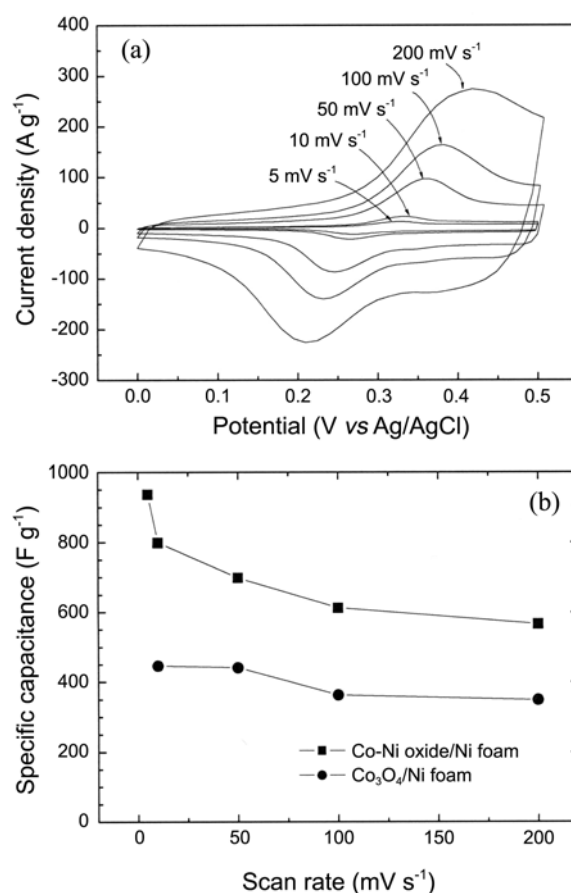 (a)
400
300
200
100
0
-100
-200
-300
Current density (A g⁻¹)
200 mV s⁻¹
100 mV s⁻¹
50 mV s⁻¹
10 mV s⁻¹
5 mV s⁻¹
0.0 0.1 0.2 0.3 0.4 0.5
Potential (V vs Ag/AgCl)
(b)
1000
800
600
400
200
0
Specific capacitance (F g⁻¹)
Co-Ni oxide/Ni foam
Co₃O₄/Ni foam
0 50 100 150 200
Scan rate (mV s⁻¹)